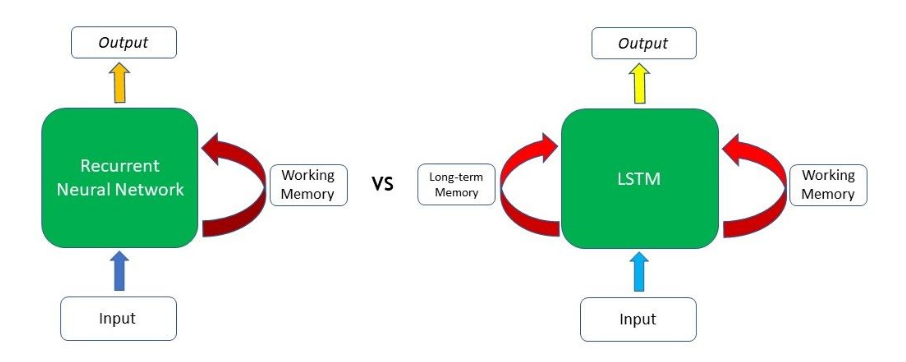 Output
Recurrent
Neural Network
Working
Memory
Input
VS
Output
Long-term
Memory
LSTM
Working
Memory
Input